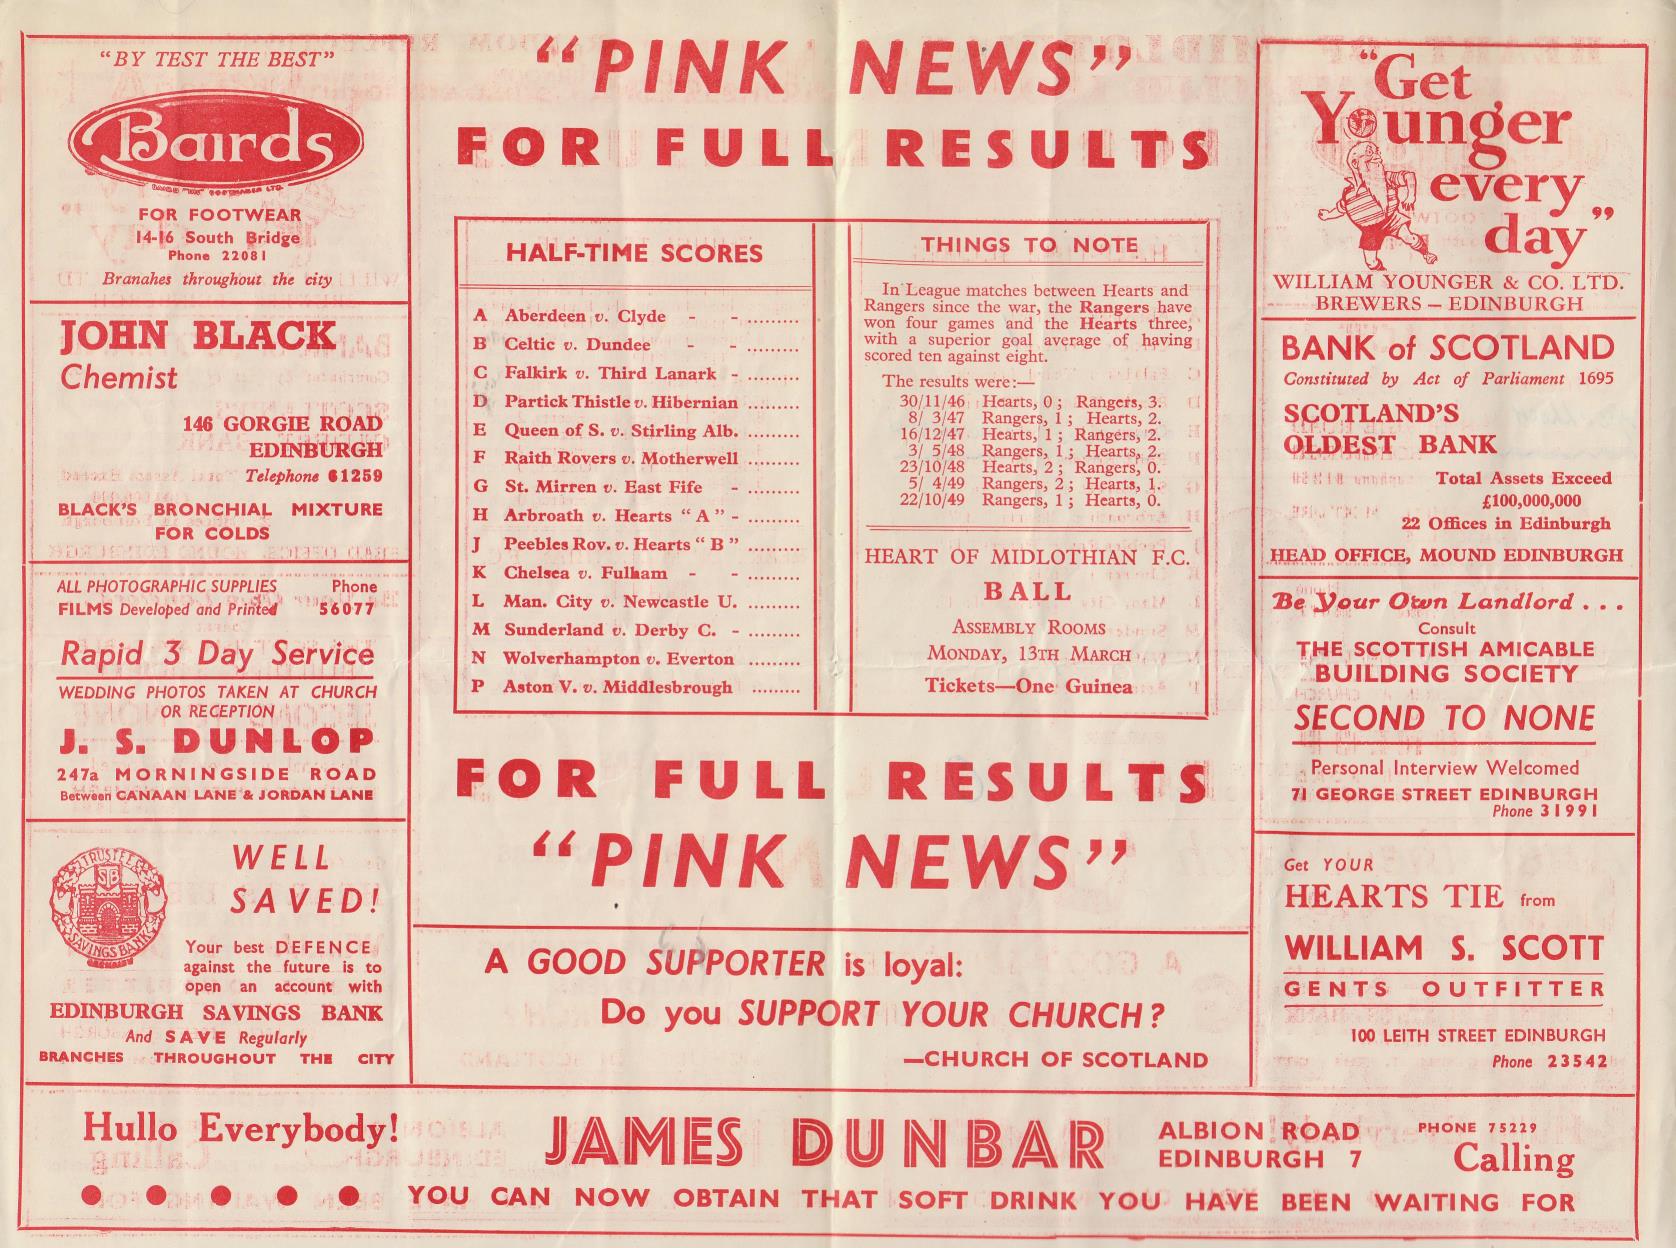 "BY TEST THE BEST"
Bairds
FOR FOOTWEAR
14-16 South Bridge
Phone 22081
Branahes throughout the city
JOHN BLACK
Chemist
146 GORGIE ROAD
EDINBURGH
Telephone 61259
BLACK'S BRONCHIAL MIXTURE
FOR COLDS
ALL PHOTOGRAPHIC SUPPLIES Phone
FILMS Developed and Printed 56077
Rapid 3 Day Service
WEDDING PHOTOS TAKEN AT CHURCH
OR RECEPTION
J. S. DUNLOP
247a MORNINGSIDE ROAD
Between CANAAN LANE & JORDAN LANE
TRUSTEE
STB
SAVINGS BANK
WELL
SAVED!
Your best DEFENCE
against the future is to
open an account with
EDINBURGH SAVINGS BANK
And SAVE Regularly
BRANCHES THROUGHOUT THE CITY
"PINK NEWS"
FOR FULL RESULTS
HALF-TIME SCORES
A Aberdeen v. Clyde - - .........
B Celtic v. Dundee - - .........
C Falkirk v. Third Lanark - .........
D Partick Thistle v. Hibernian .........
E Queen of S. v. Stirling Alb. .........
F Raith Rovers v. Motherwell .........
G St. Mirren v. East Fife - .........
H Arbroath v. Hearts "A" - .........
J Peebles Rov. v. Hearts "B" .........
K Chelsea v. Fulham - - .........
L Man. City v. Newcastle U. .........
M Sunderland v. Derby C. - .........
N Wolverhampton v. Everton .........
P Aston V. v. Middlesbrough .........
THINGS TO NOTE
In League matches between Hearts and
Rangers since the war, the Rangers have
won four games and the Hearts three,
with a superior goal average of having
scored ten against eight.
The results were:—
30/11/46 Hearts, 0; Rangers, 3.
8/ 3/47 Rangers, 1; Hearts, 2.
16/12/47 Hearts, 1; Rangers, 2.
3/ 5/48 Rangers, 1; Hearts, 2.
23/10/48 Hearts, 2; Rangers, 0.
5/ 4/49 Rangers, 2; Hearts, 1.
22/10/49 Rangers, 1; Hearts, 0.
HEART OF MIDLOTHIAN F.C.
BALL
ASSEMBLY ROOMS
MONDAY, 13TH MARCH
Tickets—One Guinea
FOR FULL RESULTS
"PINK NEWS"
A GOOD SUPPORTER is loyal:
Do you SUPPORT YOUR CHURCH?
—CHURCH OF SCOTLAND
"Get
Younger
every
day"
WILLIAM YOUNGER & CO. LTD.
BREWERS – EDINBURGH
BANK of SCOTLAND
Constituted by Act of Parliament 1695
SCOTLAND'S
OLDEST BANK
Total Assets Exceed
£100,000,000
22 Offices in Edinburgh
HEAD OFFICE, MOUND EDINBURGH
Be Your Own Landlord . . .
Consult
THE SCOTTISH AMICABLE
BUILDING SOCIETY
SECOND TO NONE
Personal Interview Welcomed
71 GEORGE STREET EDINBURGH
Phone 31991
Get YOUR
HEARTS TIE from
WILLIAM S. SCOTT
GENTS OUTFITTER
100 LEITH STREET EDINBURGH
Phone 23542
Hullo Everybody! JAMES DUNBAR ALBION ROAD PHONE 75229
EDINBURGH 7 Calling
● ● ● ● ● YOU CAN NOW OBTAIN THAT SOFT DRINK YOU HAVE BEEN WAITING FOR